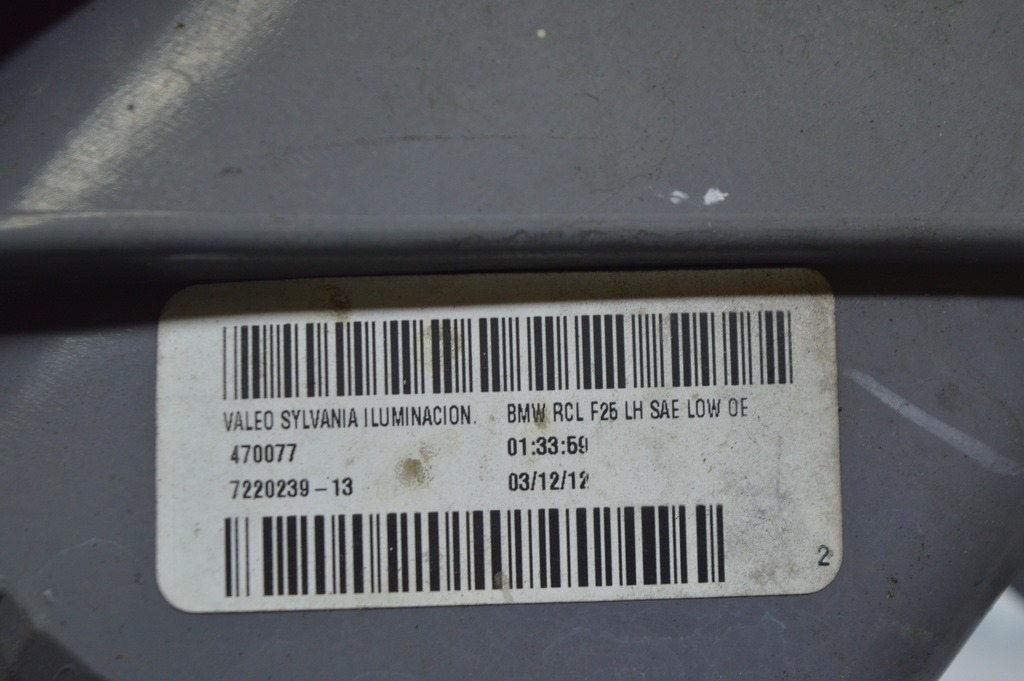 VALEO SYLVANIA ILUMINACION. BMW RCL F25 LH SAE LOW OE
470077 01:33:59
7220239-13 03/12/12
2